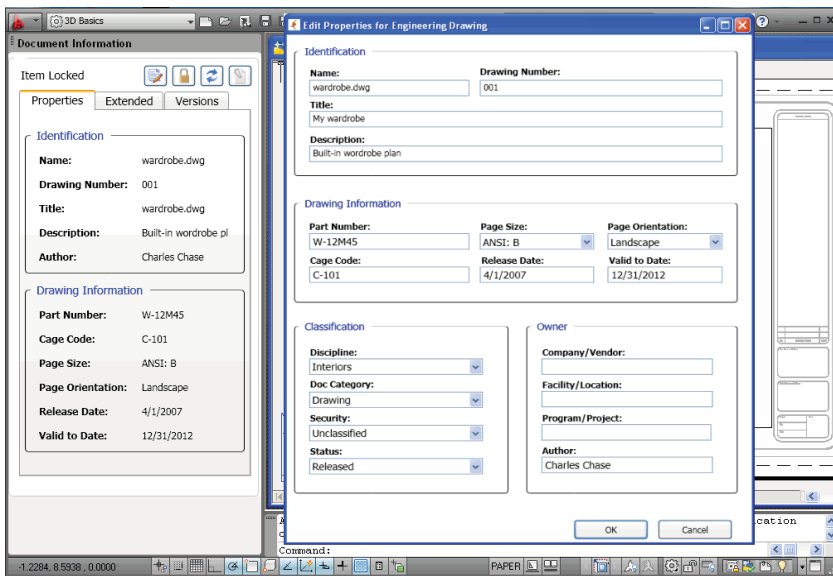 3D Basics
Document Information
Item Locked
Properties Extended Versions
Identification
Name: wardrobe.dwg
Drawing Number: 001
Title: wardrobe.dwg
Description: Built-in wordrobe pl
Author: Charles Chase
Drawing Information
Part Number: W-12M45
Cage Code: C-101
Page Size: ANSI: B
Page Orientation: Landscape
Release Date: 4/1/2007
Valid to Date: 12/31/2012
Edit Properties for Engineering Drawing
Identification
Name: Drawing Number:
wardrobe.dwg 001
Title:
My wardrobe
Description:
Built-in wordrobe plan
Drawing Information
Part Number: Page Size: Page Orientation:
W-12M45 ANSI: B Landscape
Cage Code: Release Date: Valid to Date:
C-101 4/1/2007 12/31/2012
Classification
Discipline:
Interiors
Doc Category:
Drawing
Security:
Unclassified
Status:
Released
Owner
Company/Vendor:
Facility/Location:
Program/Project:
Author:
Charles Chase
OK Cancel
cation
Command:
-1.2284, 8.5938, 0.0000 PAPER